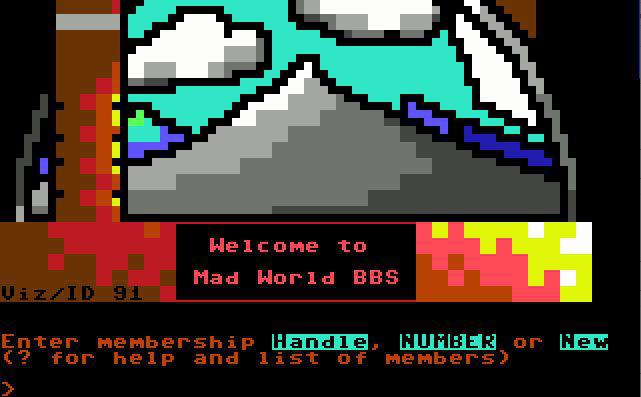 Welcome to
Mad World BBS
Viz/ID 91
Enter membership Handle, NUMBER or New
(? for help and list of members)
>